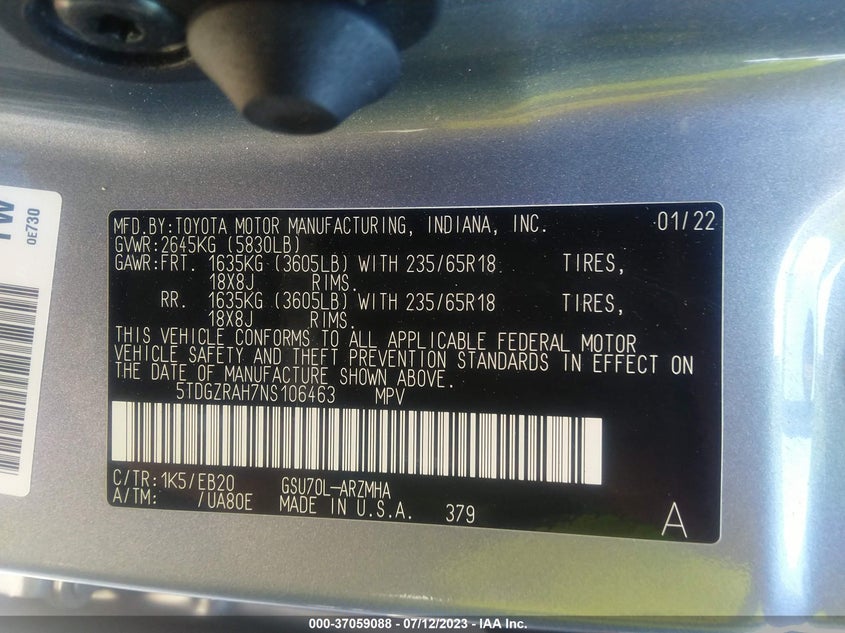 MFD.BY:TOYOTA MOTOR MANUFACTURING, INDIANA, INC. 01/22
GVWR:2645KG (5830LB)
GAWR:FRT. 1635KG (3605LB) WITH 235/65R18 TIRES,
18X8J RIMS.
RR. 1635KG (3605LB) WITH 235/65R18 TIRES,
18X8J RIMS.
THIS VEHICLE CONFORMS TO ALL APPLICABLE FEDERAL MOTOR
VEHICLE SAFETY AND THEFT PREVENTION STANDARDS IN EFFECT ON
THE DATE OF MANUFACTURE SHOWN ABOVE.
5TDGZRAH7NS106463 MPV
C/TR:1K5/EB20 GSU70L-ARZMHA
A/TM: /UA80E MADE IN U.S.A. 379 A
0E730
000-37059088 - 07/12/2023 - © IAA Inc.